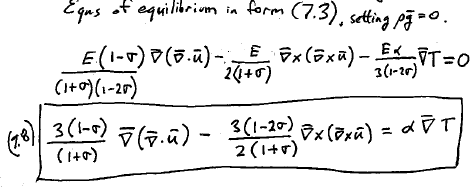 Eqns of equilibrium in form (7.3), setting ρg̅=0.
E(1-σ)/(1+σ)(1-2σ) ∇̅(∇̅·u̅) - E/2(1+σ) ∇̅×(∇̅×u̅) - Eα/3(1-2σ) ∇̅T=0
(7.8) 3(1-σ)/(1+σ) ∇̅(∇̅·u̅) - 3(1-2σ)/2(1+σ) ∇̅×(∇̅×u̅) = α ∇̅T